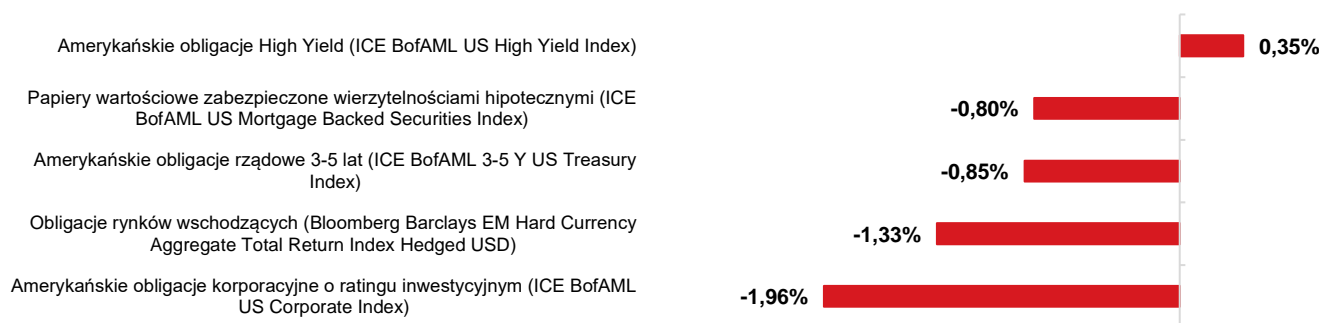 Amerykańskie obligacje High Yield (ICE BofAML US High Yield Index)
0,35%
Papiery wartościowe zabezpieczone wierzytelnościami hipotecznymi (ICE
BofAML US Mortgage Backed Securities Index)
-0,80%
Amerykańskie obligacje rządowe 3-5 lat (ICE BofAML 3-5 Y US Treasury
Index)
-0,85%
Obligacje rynków wschodzących (Bloomberg Barclays EM Hard Currency
Aggregate Total Return Index Hedged USD)
-1,33%
Amerykańskie obligacje korporacyjne o ratingu inwestycyjnym (ICE BofAML
US Corporate Index)
-1,96%